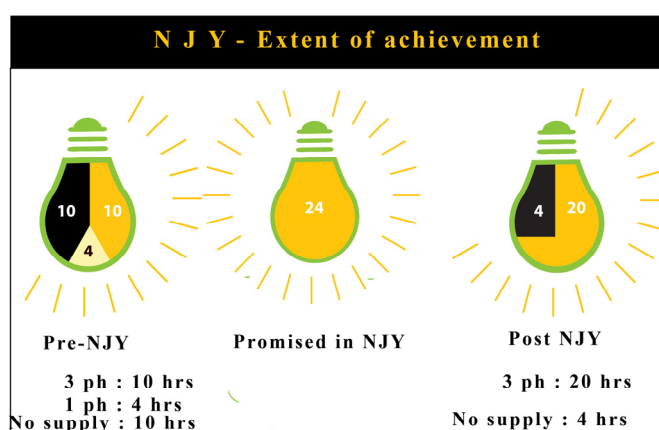 N J Y - Extent of achievement
10 10
4
24
4 20
Pre-NJY
3 ph : 10 hrs
1 ph : 4 hrs
No supply : 10 hrs
Promised in NJY
Post NJY
3 ph : 20 hrs
No supply : 4 hrs